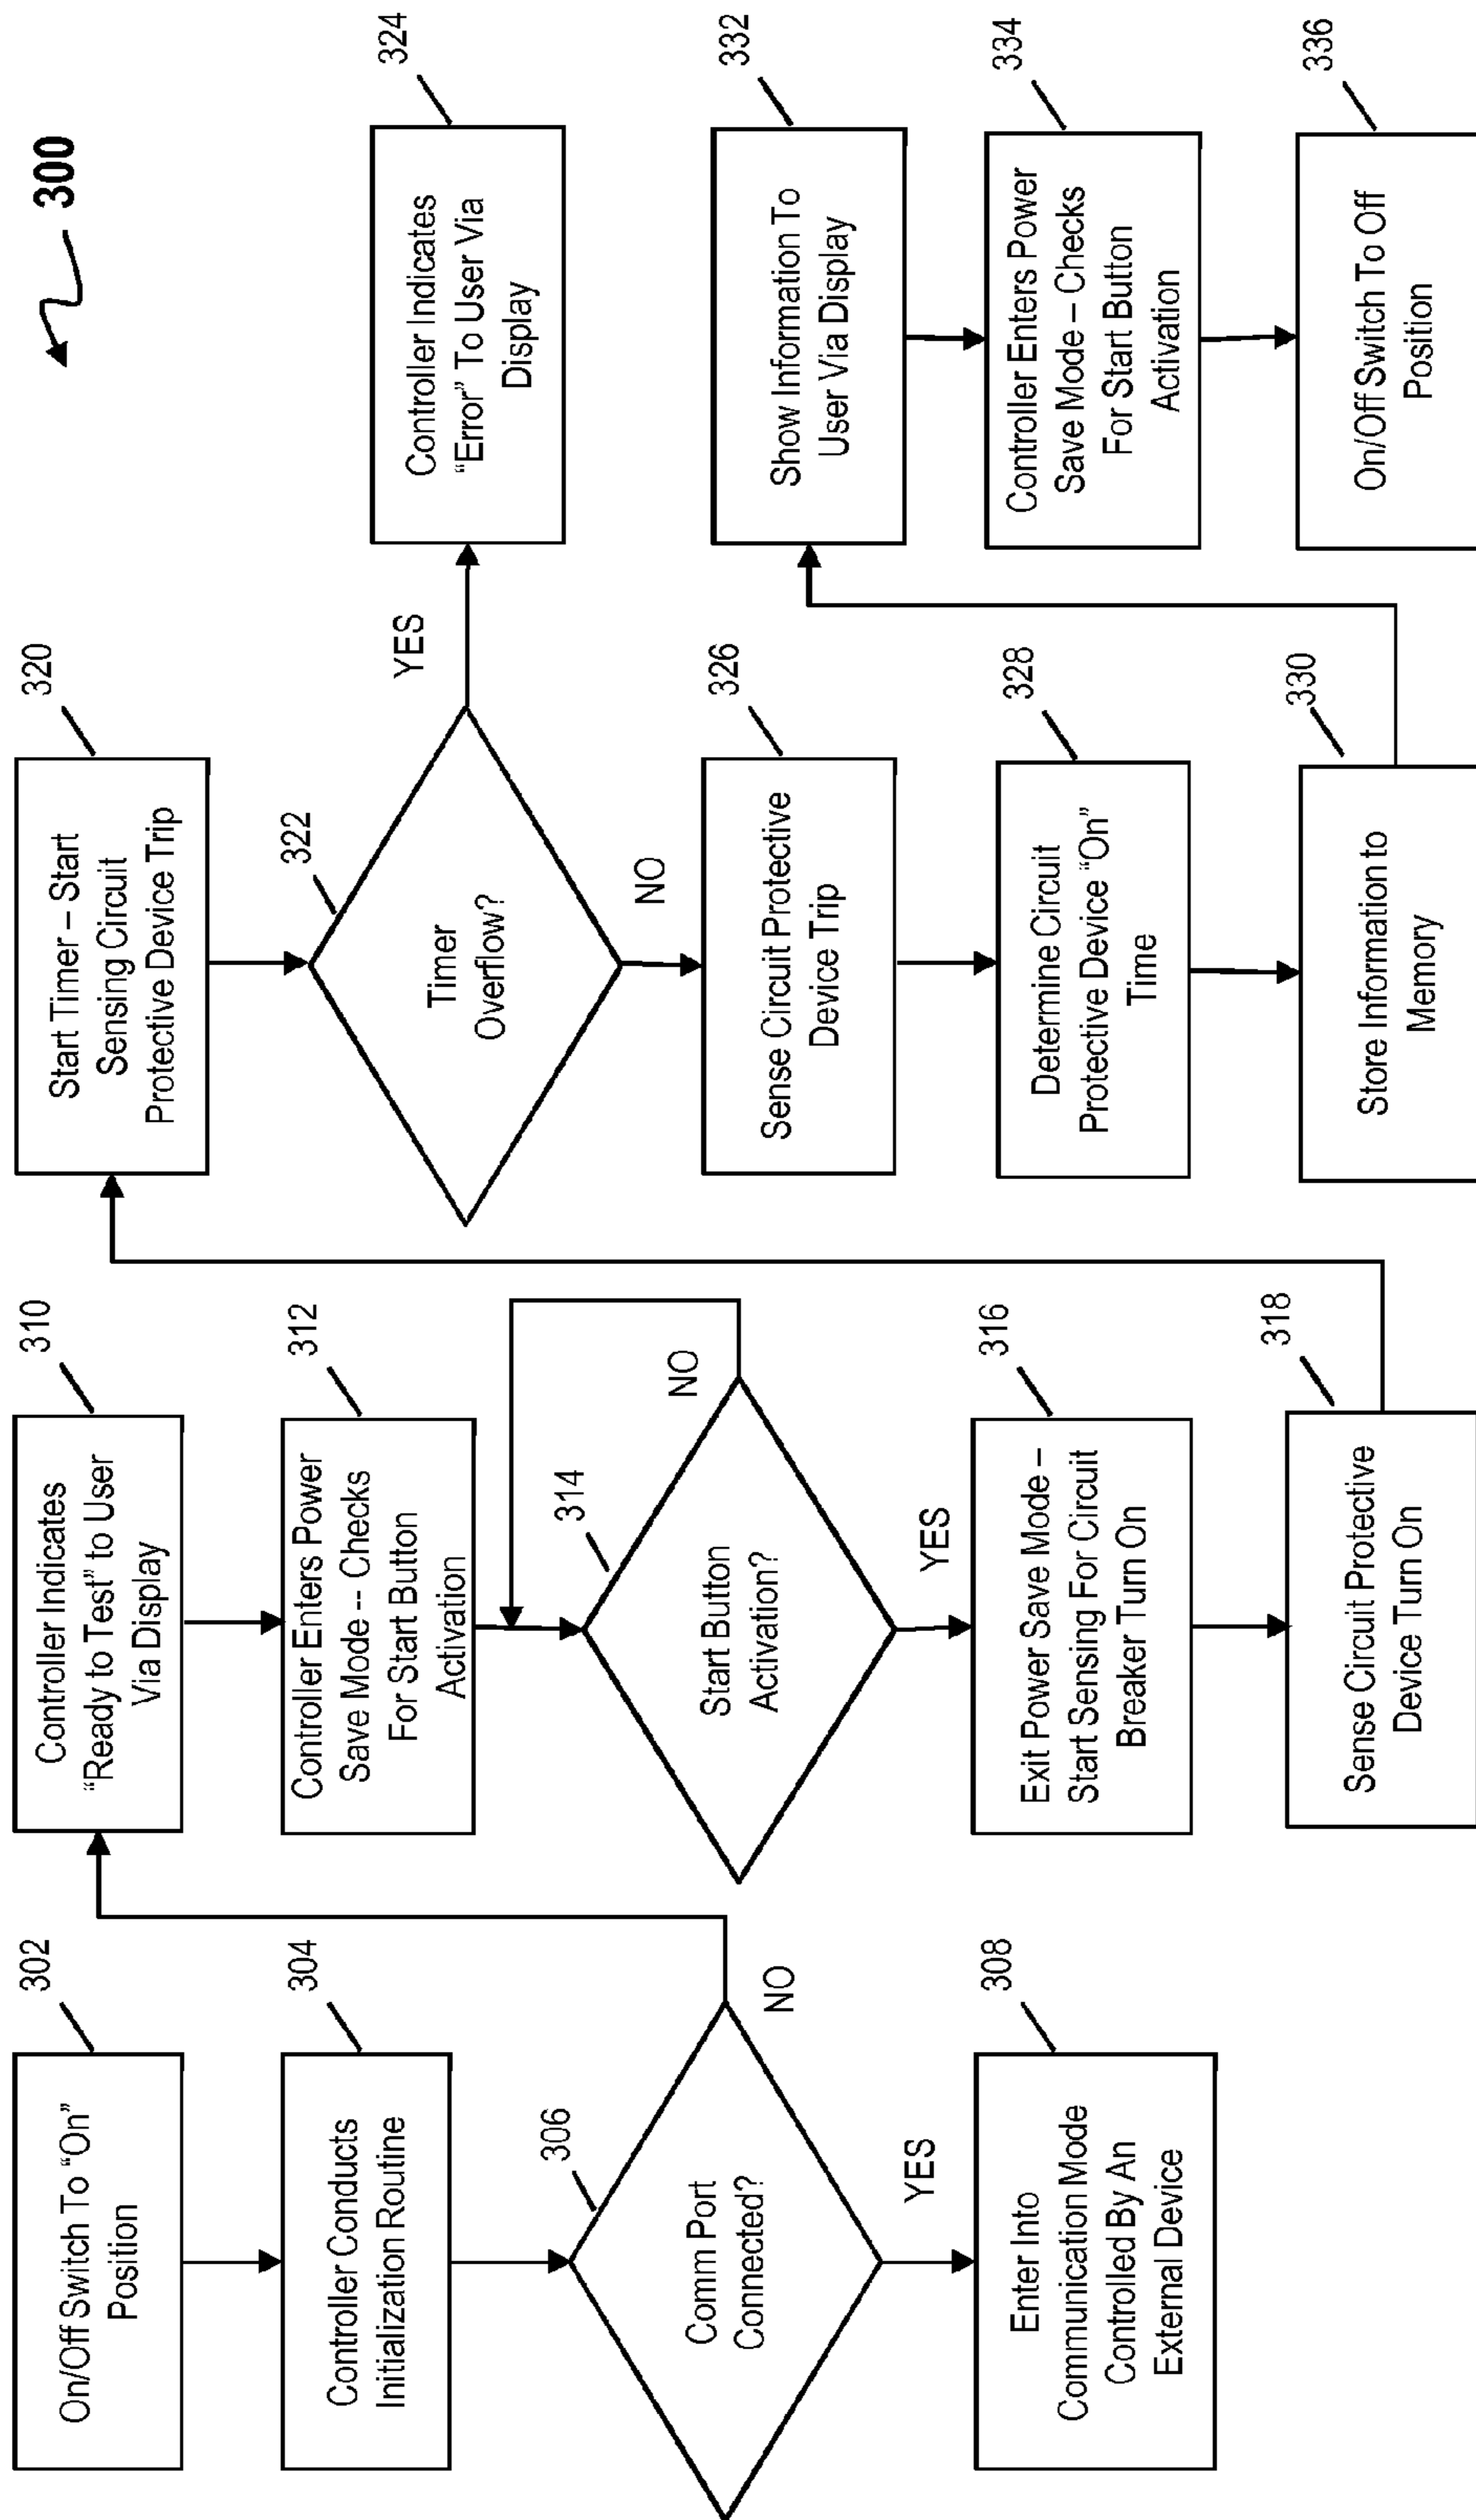 300
302
On/Off Switch To “On”
Position
304
Controller Conducts
Initialization Routine
306
Comm Port
Connected?
NO
YES
308
Enter Into
Communication Mode
Controlled By An
External Device
310
Controller Indicates
“Ready to Test” to User
Via Display
312
Controller Enters Power
Save Mode -- Checks
For Start Button
Activation
314
Start Button
Activation?
NO
YES
316
Exit Power Save Mode –
Start Sensing For Circuit
Breaker Turn On
318
Sense Circuit Protective
Device Turn On
320
Start Timer – Start
Sensing Circuit
Protective Device Trip
322
Timer
Overflow?
YES
NO
324
Controller Indicates
“Error” To User Via
Display
326
Sense Circuit Protective
Device Trip
328
Determine Circuit
Protective Device “On”
Time
330
Store Information to
Memory
332
Show Information To
User Via Display
334
Controller Enters Power
Save Mode – Checks
For Start Button
Activation
336
On/Off Switch To Off
Position